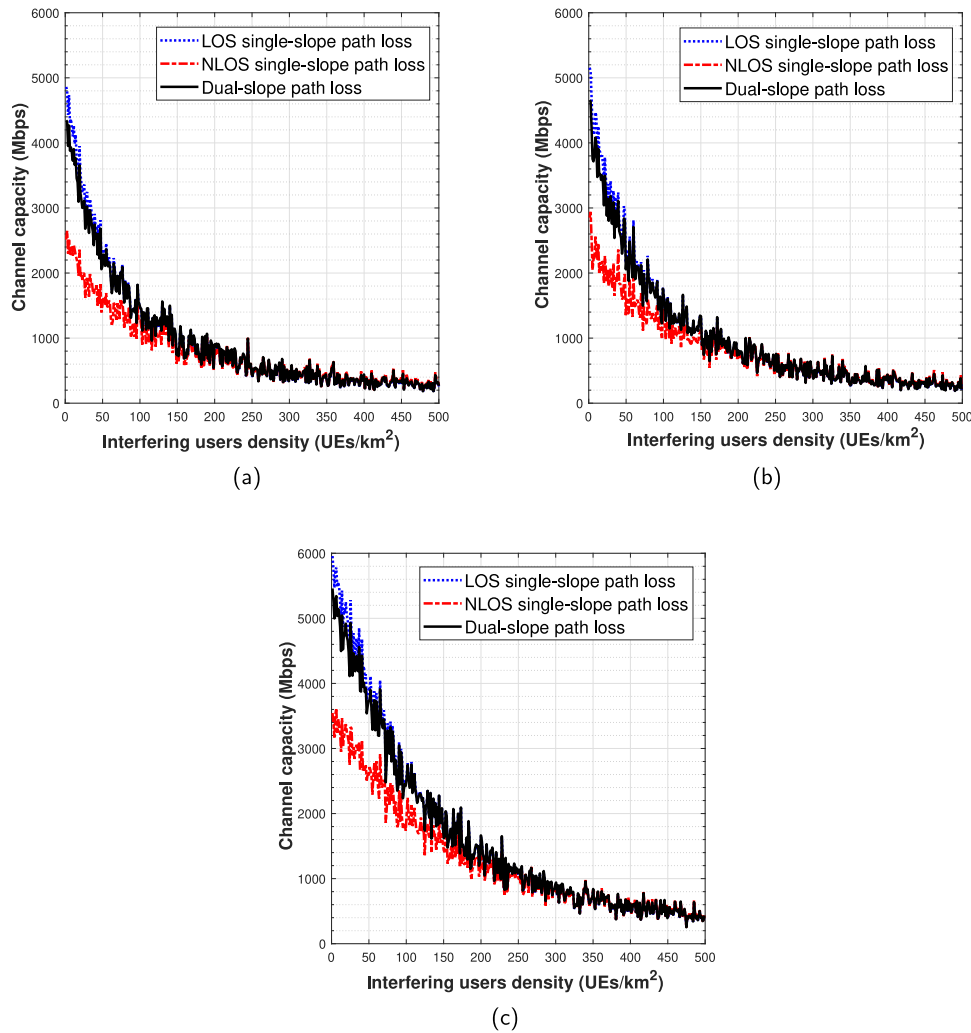 6000
5000
4000
3000
2000
1000
0
Channel capacity (Mbps)
LOS single-slope path loss
NLOS single-slope path loss
Dual-slope path loss
0 50 100 150 200 250 300 350 400 450 500
Interfering users density (UEs/km²)
(a)
6000
5000
4000
3000
2000
1000
0
Channel capacity (Mbps)
LOS single-slope path loss
NLOS single-slope path loss
Dual-slope path loss
0 50 100 150 200 250 300 350 400 450 500
Interfering users density (UEs/km²)
(b)
6000
5000
4000
3000
2000
1000
0
Channel capacity (Mbps)
LOS single-slope path loss
NLOS single-slope path loss
Dual-slope path loss
0 50 100 150 200 250 300 350 400 450 500
Interfering users density (UEs/km²)
(c)